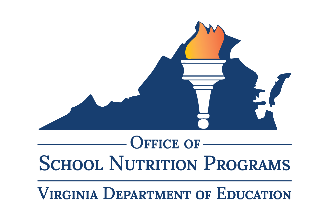 Office of
School Nutrition Programs
Virginia Department of Education